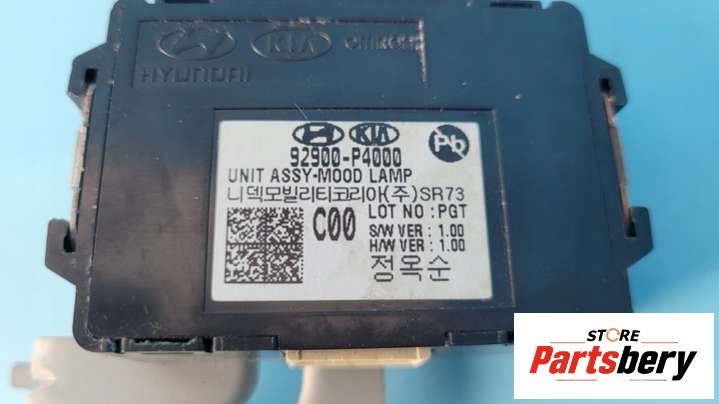 KIA
HYUNDAI
KIA
Pb
92900-P4000
UNIT ASSY-MOOD LAMP
니덱모빌리티코리아(주)SR73
C00
LOT NO : PGT
S/W VER : 1.00
H/W VER : 1.00
정옥순
STORE
Partsbery